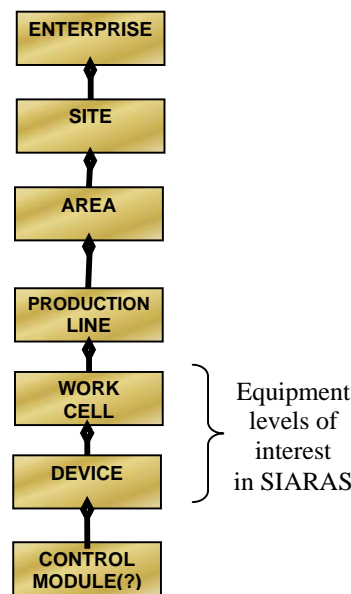 ENTERPRISE
SITE
AREA
PRODUCTION
LINE
WORK
CELL
DEVICE
CONTROL
MODULE(?)
Equipment
levels of
interest
in SIARAS